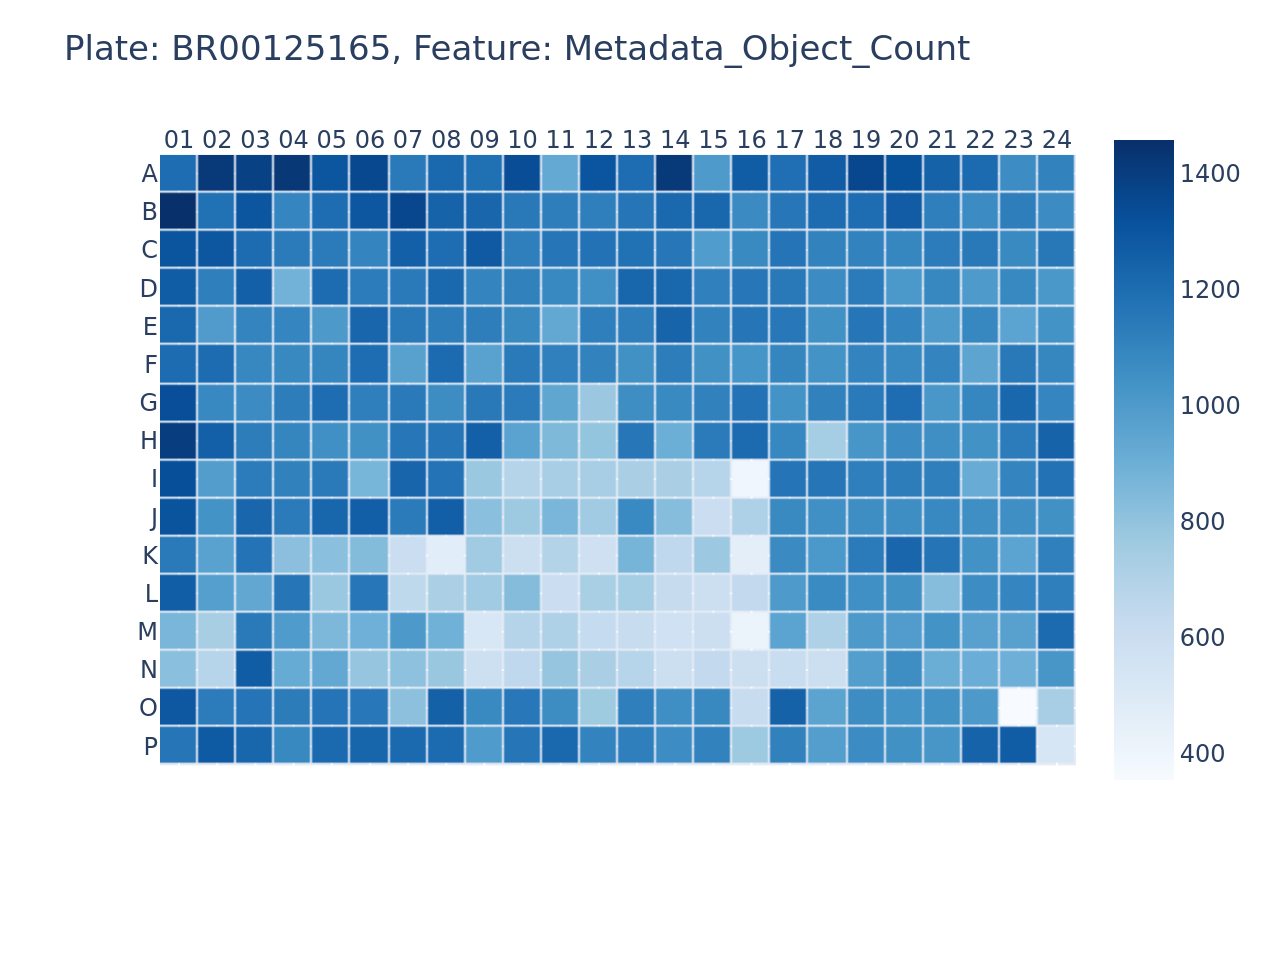 Plate: BR00125165, Feature: Metadata_Object_Count
01 02 03 04 05 06 07 08 09 10 11 12 13 14 15 16 17 18 19 20 21 22 23 24
A
B
C
D
E
F
G
H
I
J
K
L
M
N
O
P
1400
1200
1000
800
600
400